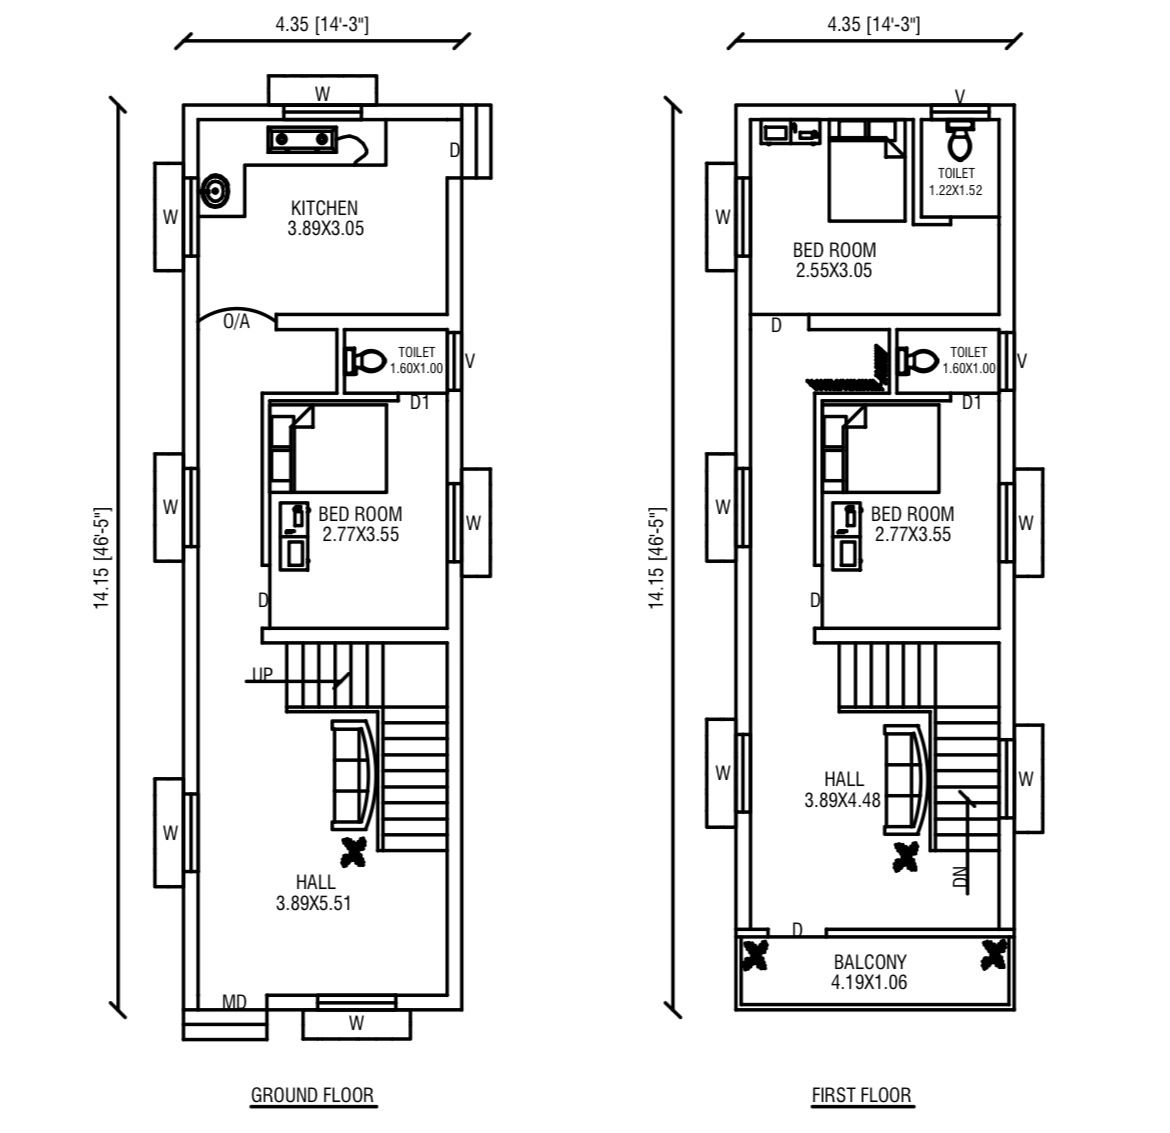 4.35 [14'-3"]
W
D
W
KITCHEN
3.89X3.05
O/A
TOILET
1.60X1.00
V
D1
W
BED ROOM
2.77X3.55
W
14.15 [46'-5"]
D
UP
W
HALL
3.89X5.51
MD
W
GROUND FLOOR
4.35 [14'-3"]
V
TOILET
1.22X1.52
W
BED ROOM
2.55X3.05
D
TOILET
1.60X1.00
V
D1
W
BED ROOM
2.77X3.55
W
14.15 [46'-5"]
D
W
HALL
3.89X4.48
W
DN
D
BALCONY
4.19X1.06
FIRST FLOOR